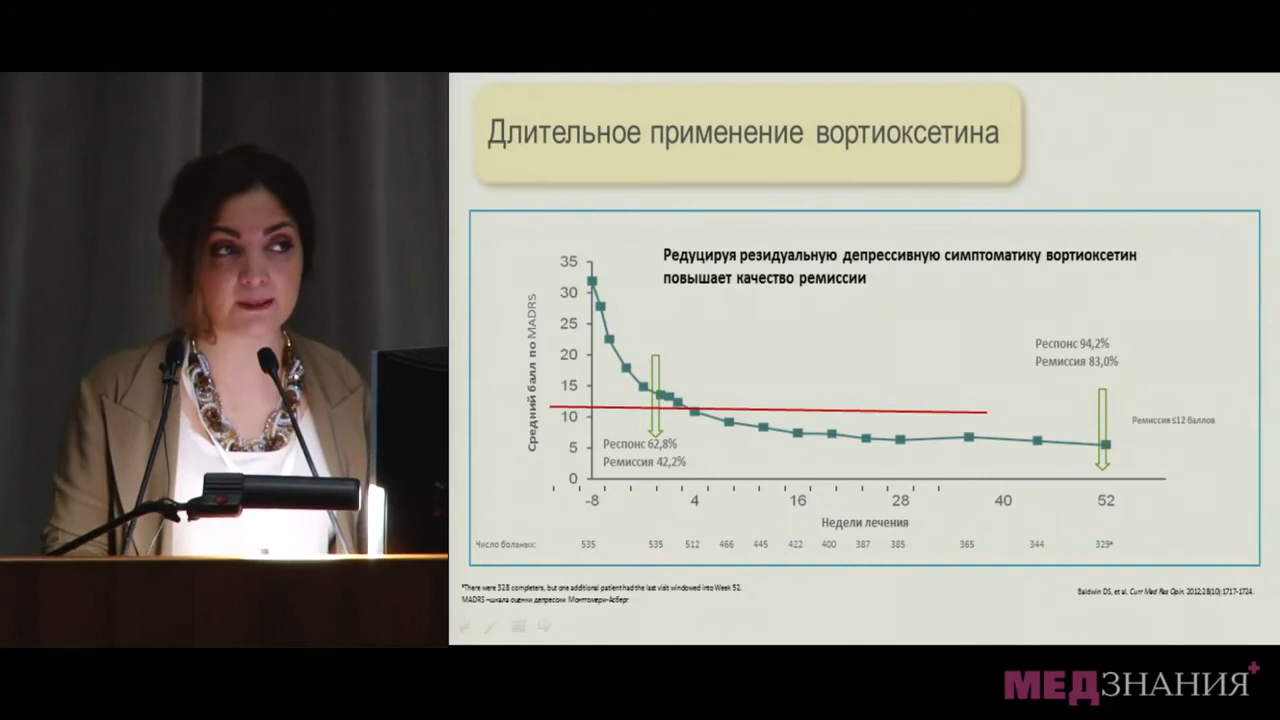 Длительное применение вортиоксетина
Редуцируя резидуальную депрессивную симптоматику вортиоксетин
повышает качество ремиссии
Средний балл по MADRS
35
30
25
20
15
10
5
0
Респонс 62,8%
Ремиссия 42,2%
Респонс 94,2%
Ремиссия 83,0%
Ремиссия ≤12 баллов
-8 4 16 28 40 52
Недели лечения
Число больных: 535 535 512 466 445 422 400 387 385 365 344 329*
*There were 328 completers, but one additional patient had the last visit windowed into Week 52.
MADRS –шкала оценки депрессии Монтгомери-Асберг
Baldwin DS, et al. Curr Med Res Opin. 2012;28(10):1717-1724.
МЕДЗНАНИЯ+